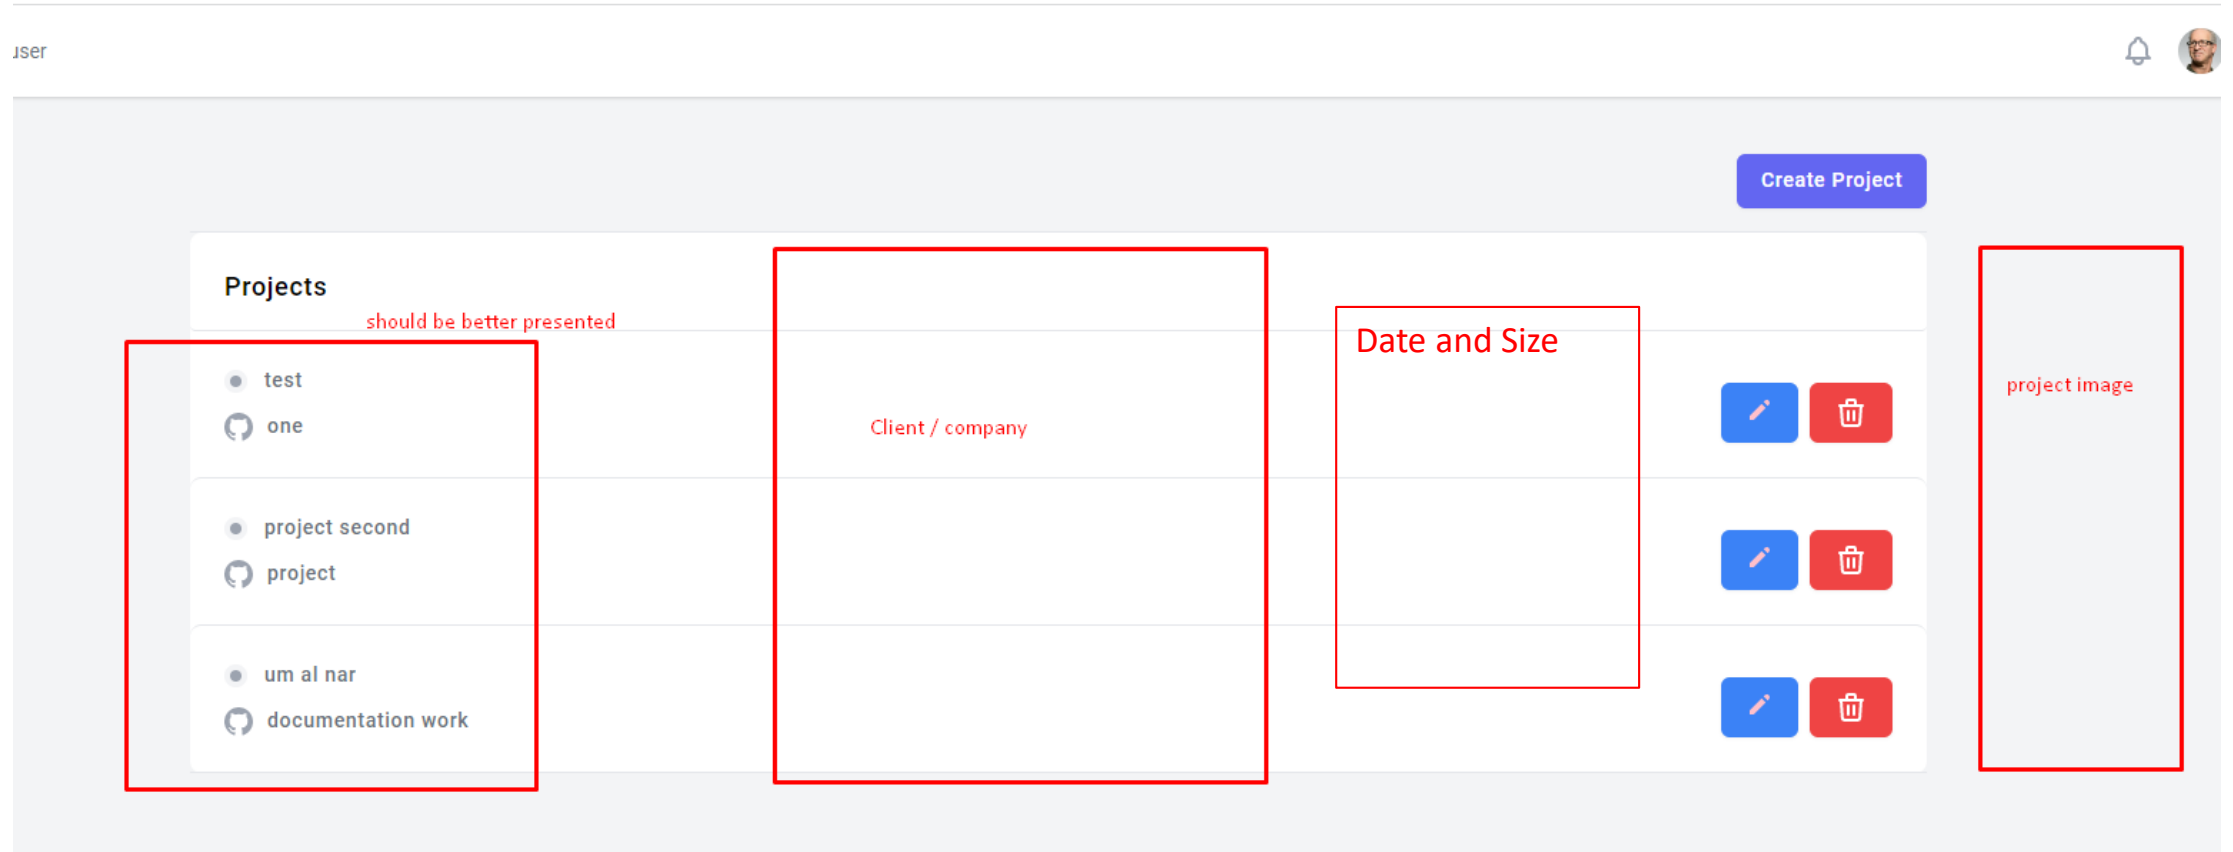 user
Create Project
Projects
should be better presented
Date and Size
test
project image
one
Client / company
project second
project
um al nar
documentation work